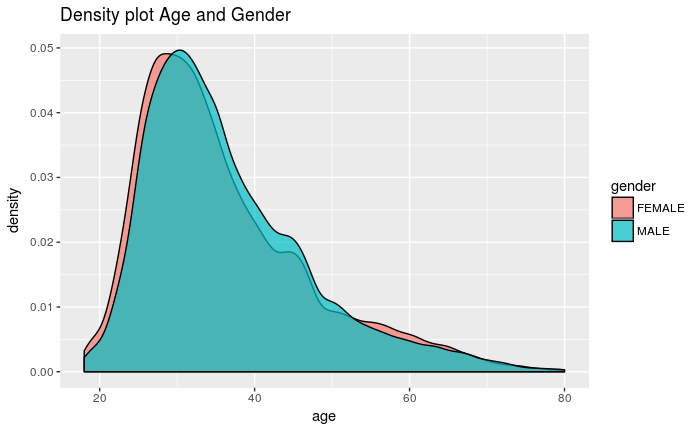 Density plot Age and Gender
0.05
0.04
0.03
0.02
0.01
0.00
density
20 40 60 80
age
gender
FEMALE
MALE